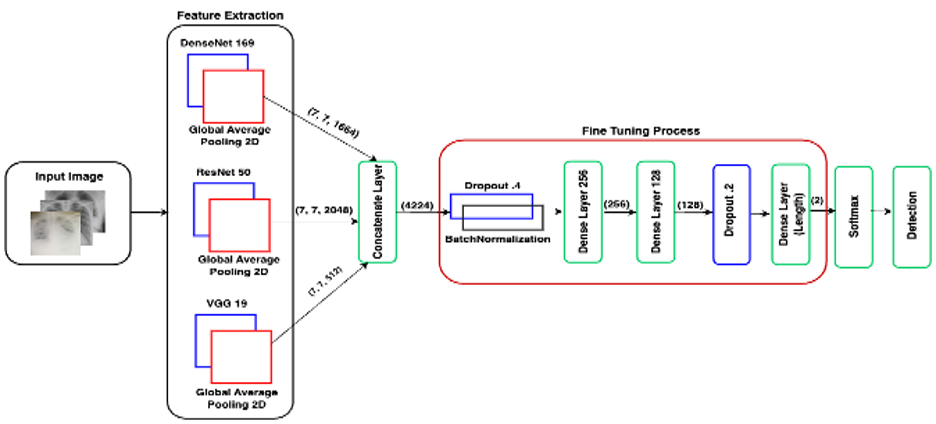 Feature Extraction
DenseNet 169
Global Average
Pooling 2D
(7, 7, 1664)
Input Image
ResNet 50
Global Average
Pooling 2D
(7, 7, 2048)
VGG 19
Global Average
Pooling 2D
(7, 7, 512)
Concatenate Layer
(4224)
Fine Tuning Process
Dropout .4
BatchNormalization
Dense Layer 256
(256)
Dense Layer 128
(128)
Dropout .2
Dense Layer
(Length)
(2)
Softmax
Detection